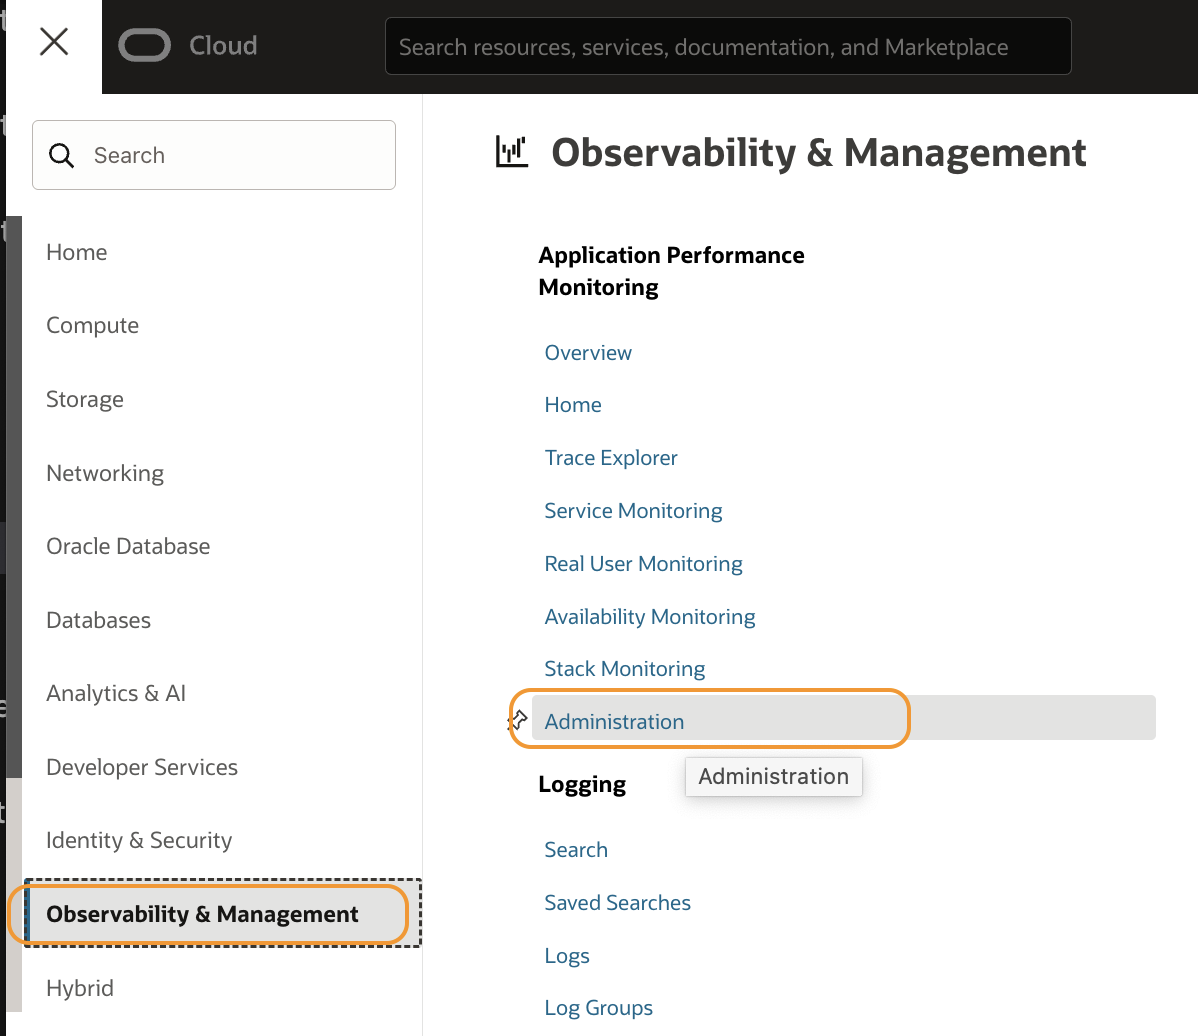 Cloud
Search resources, services, documentation, and Marketplace
Search
Home
Compute
Storage
Networking
Oracle Database
Databases
Analytics & AI
Developer Services
Identity & Security
Observability & Management
Hybrid
Observability & Management
Application Performance
Monitoring
Overview
Home
Trace Explorer
Service Monitoring
Real User Monitoring
Availability Monitoring
Stack Monitoring
Administration
Administration
Logging
Search
Saved Searches
Logs
Log Groups